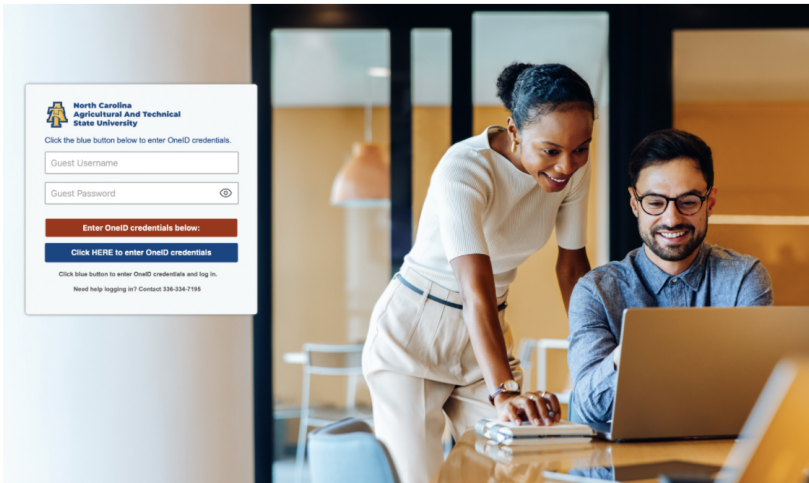 North Carolina
Agricultural And Technical
State University
Click the blue button below to enter OneID credentials.
Guest Username
Guest Password
Enter OneID credentials below:
Click HERE to enter OneID credentials
Click blue button to enter OneID credentials and log in.
Need help logging in? Contact 336-334-7195